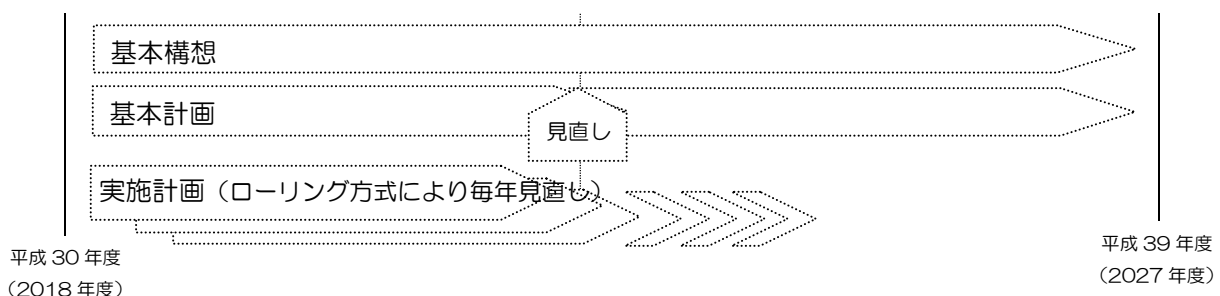 基本構想
基本計画
見直し
実施計画（ローリング方式により毎年見直し）
平成 30 年度
（2018 年度）
平成 39 年度
（2027 年度）